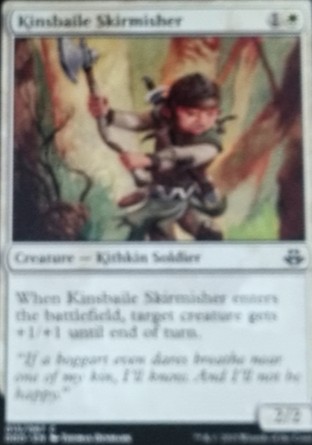 Kinsbaile Skirmisher 1
Creature — Kithkin Soldier
When Kinsbaile Skirmisher enters
the battlefield, target creature gets
+1/+1 until end of turn.
"If a boggart even dares breathe near
one of my kin, I'll know. And I'll not be
happy."
2/2